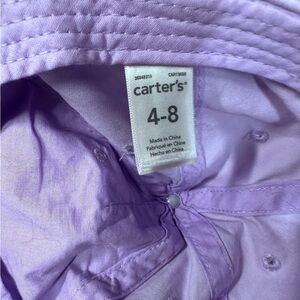 carter's
4-8
Made in China
Fabriqué en Chine
Hecho en China